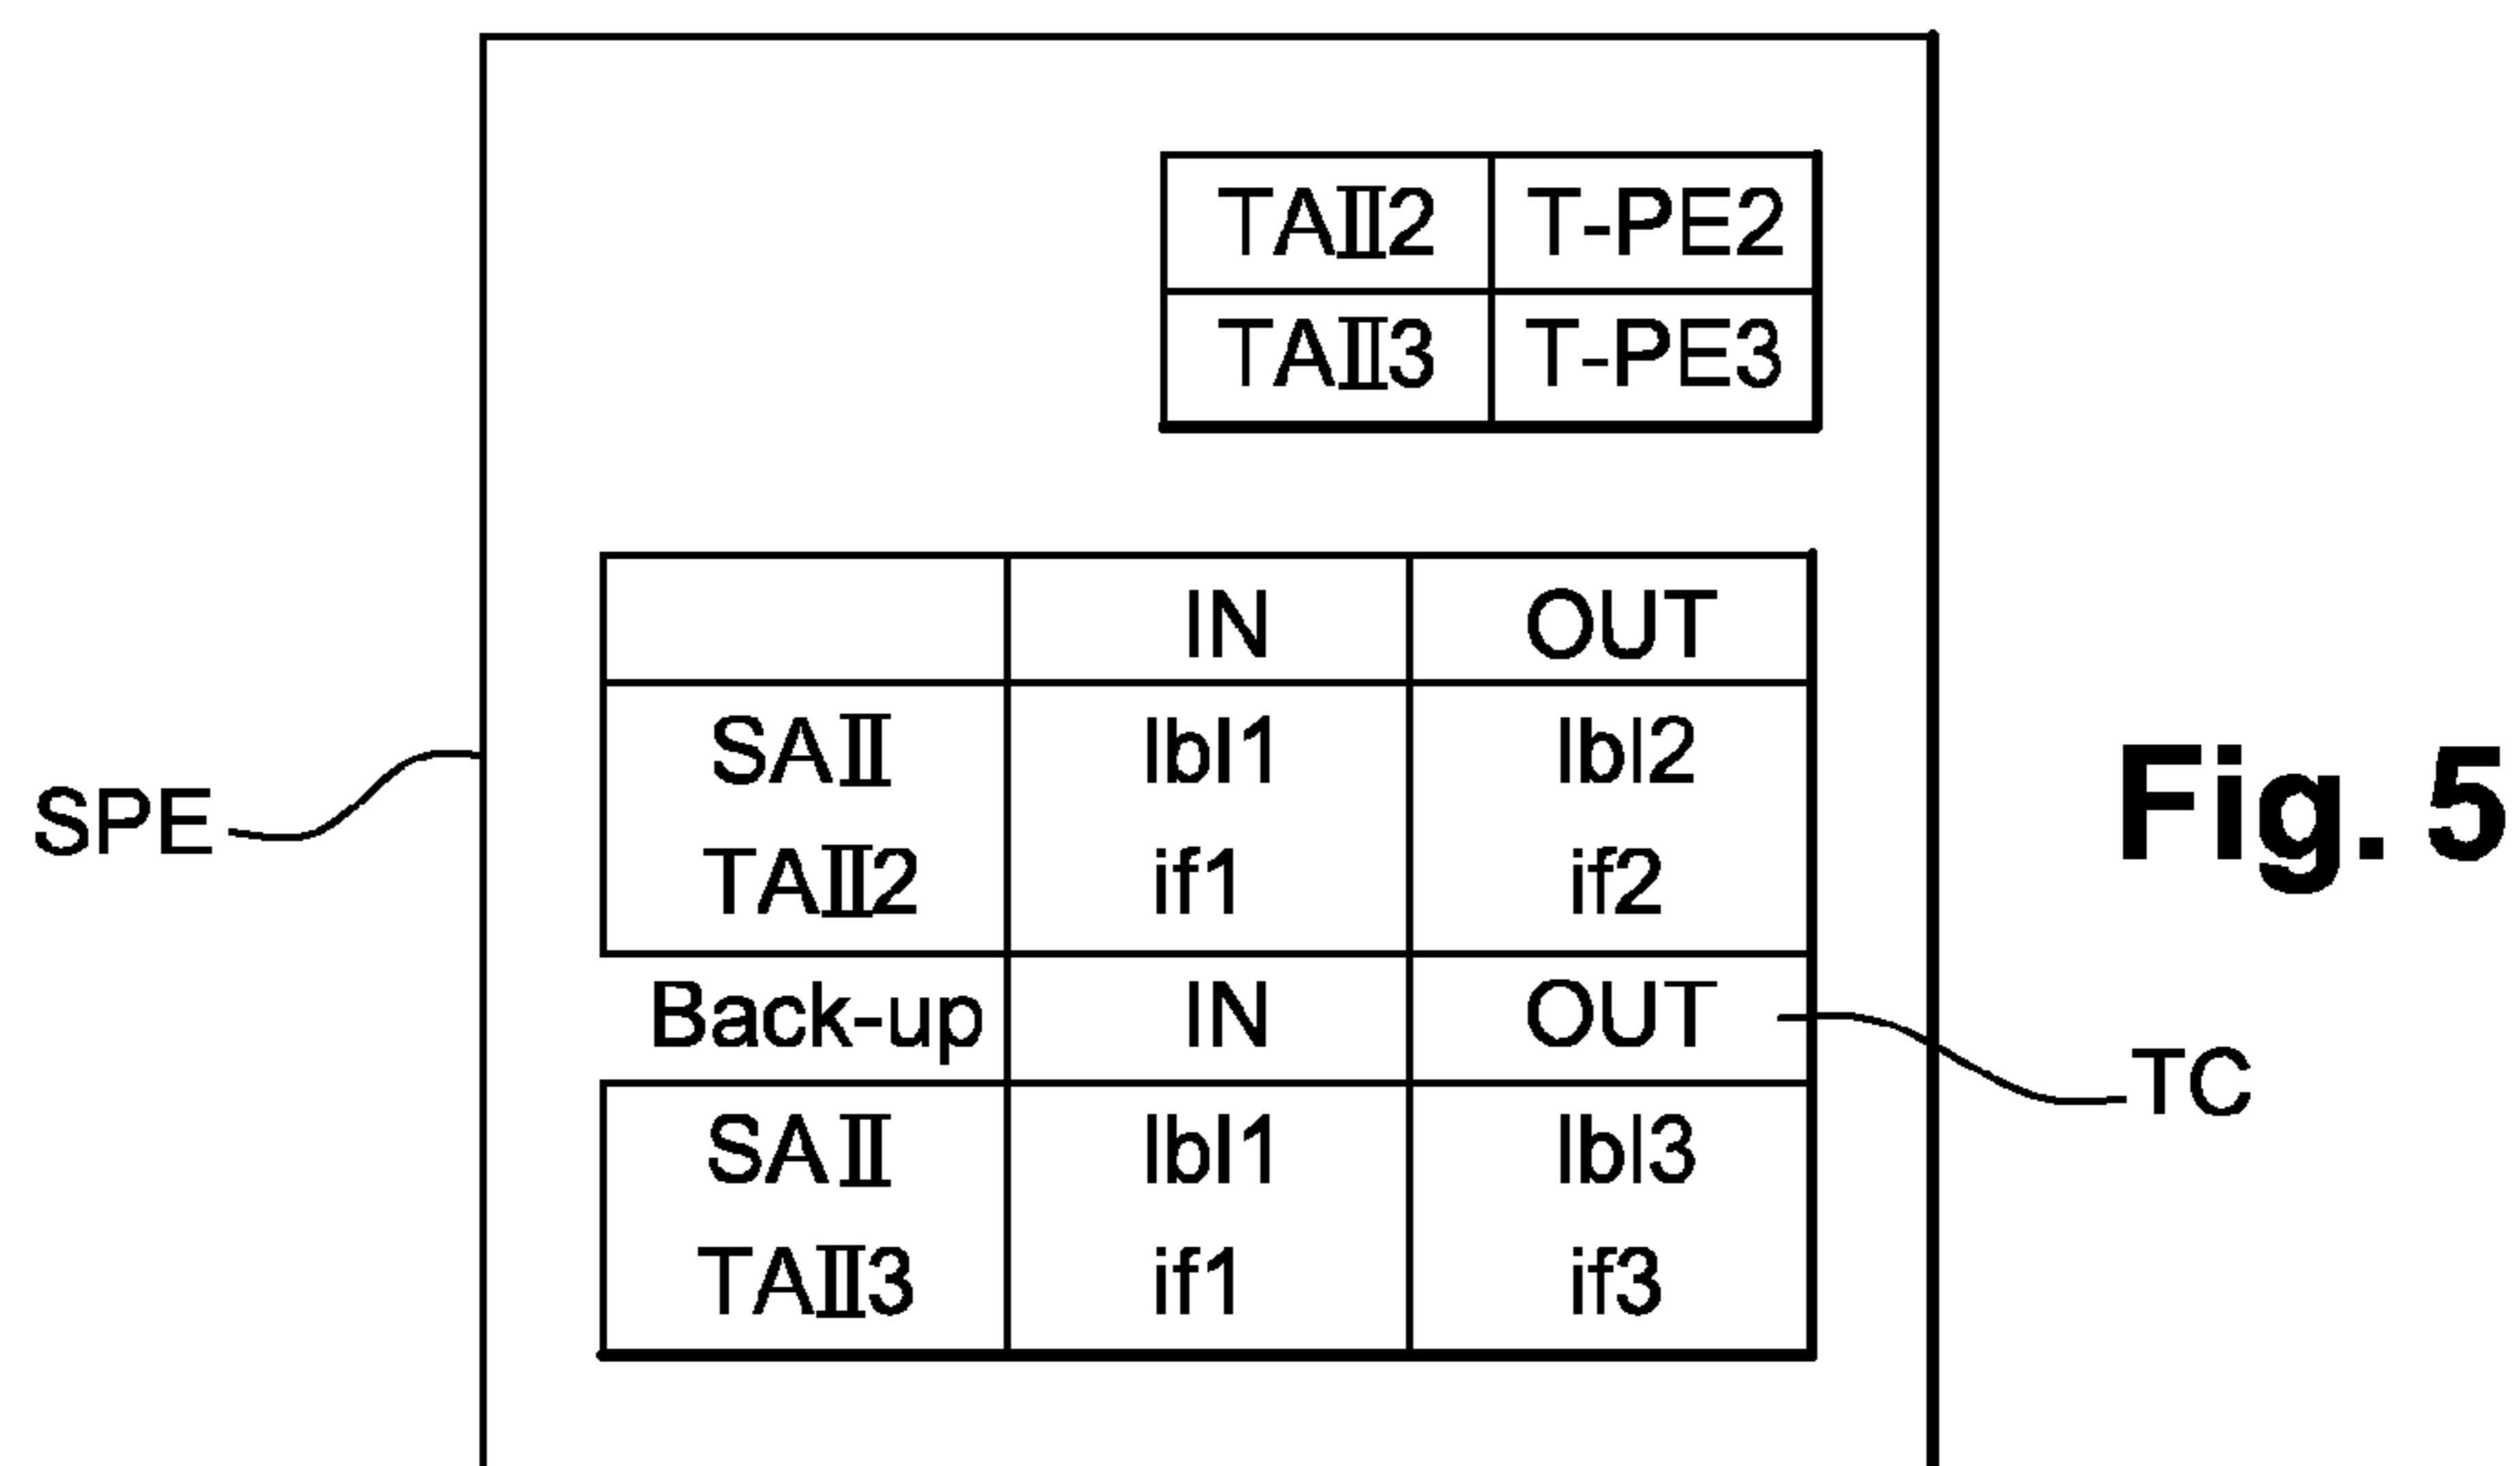 TAII2 T-PE2
TAII3 T-PE3
IN OUT
SAII lbl1 lbl2
TAII2 if1 if2
Back-up IN OUT
SAII lbl1 lbl3
TAII3 if1 if3
SPE
TC
Fig. 5